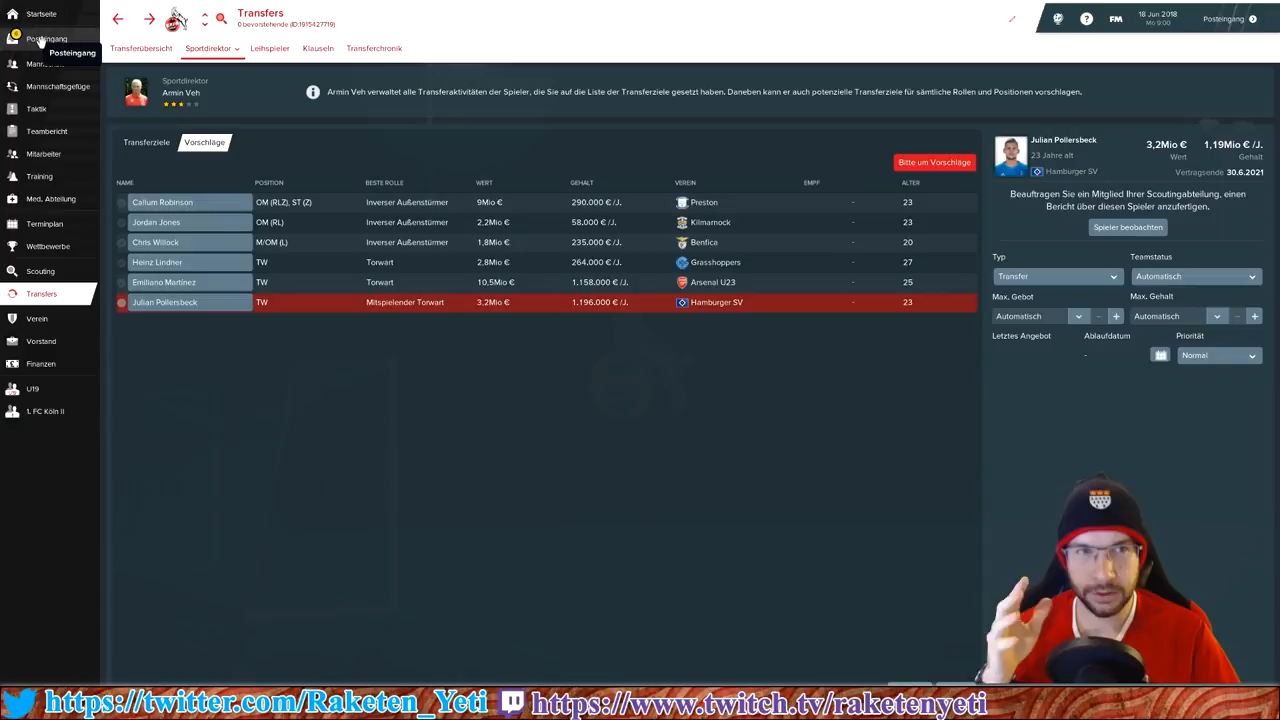 Startseite
Posteingang
Posteingang
Mannschaftsgefüge
Taktik
Teambericht
Mitarbeiter
Training
Med. Abteilung
Terminplan
Wettbewerbe
Scouting
Transfers
Verein
Vorstand
Finanzen
U19
1. FC Köln II
Transfers
0 bevorstehende (ID:1915427719)
FM
18 Jun 2018
Mo 9:00
Posteingang
Transferübersicht Sportdirektor Leihspieler Klauseln Transferchronik
Sportdirektor
Armin Veh
Armin Veh verwaltet alle Transferaktivitäten der Spieler, die Sie auf die Liste der Transferziele gesetzt haben. Daneben kann er auch potenzielle Transferziele für sämtliche Rollen und Positionen vorschlagen.
Transferziele Vorschläge
Bitte um Vorschläge
NAME POSITION BESTE ROLLE WERT GEHALT VEREIN EMPF ALTER
Callum Robinson OM (RLZ), ST (Z) Inverser Außenstürmer 9Mio € 290.000 € /J. Preston - 23
Jordan Jones OM (RL) Inverser Außenstürmer 2,2Mio € 58.000 € /J. Kilmarnock - 23
Chris Willock M/OM (L) Inverser Außenstürmer 1,8Mio € 235.000 € /J. Benfica - 20
Heinz Lindner TW Torwart 2,8Mio € 264.000 € /J. Grasshoppers - 27
Emiliano Martínez TW Torwart 10,5Mio € 1.158.000 € /J. Arsenal U23 - 25
Julian Pollersbeck TW Mitspielender Torwart 3,2Mio € 1.196.000 € /J. Hamburger SV - 23
Julian Pollersbeck
23 Jahre alt
Hamburger SV
3,2Mio € 1,19Mio € /J.
Wert Gehalt
Vertragsende 30.6.2021
Beauftragen Sie ein Mitglied Ihrer Scoutingabteilung, einen
Bericht über diesen Spieler anzufertigen.
Spieler beobachten
Typ Teamstatus
Transfer Automatisch
Max. Gebot Max. Gehalt
Automatisch Automatisch
Letztes Angebot Ablaufdatum Priorität
- Normal
https://twitter.com/Raketen_Yeti https://www.twitch.tv/raketenyeti